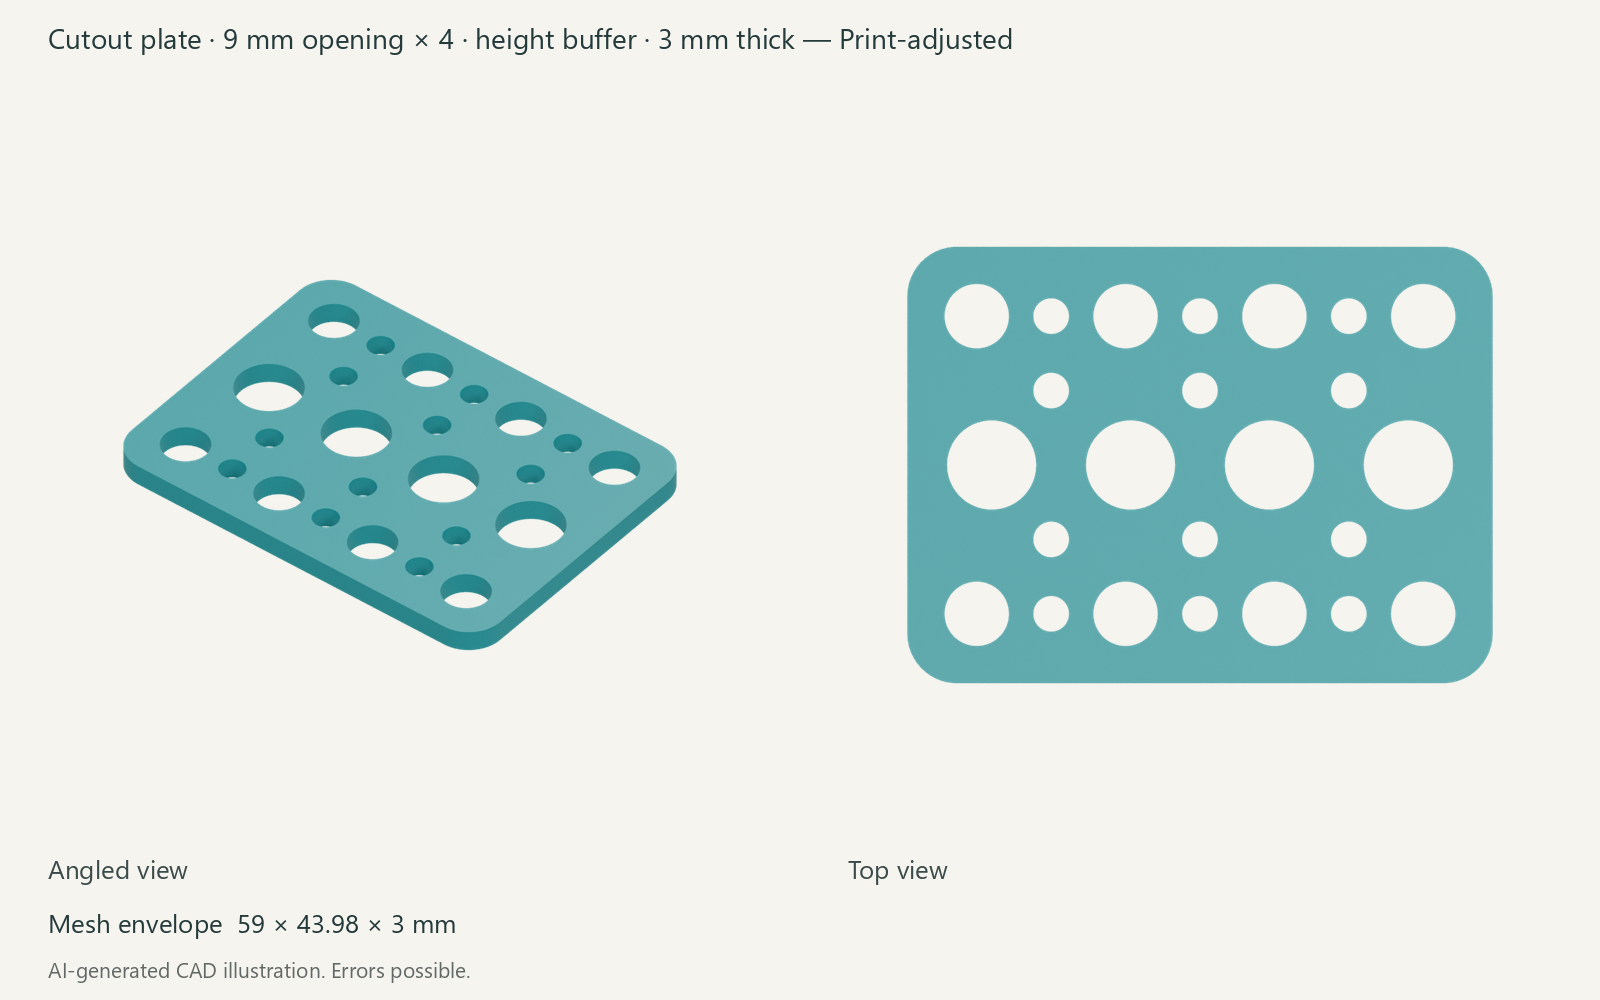 Cutout plate · 9 mm opening × 4 · height buffer · 3 mm thick — Print-adjusted
Angled view
Top view
Mesh envelope 59 × 43.98 × 3 mm
AI-generated CAD illustration. Errors possible.